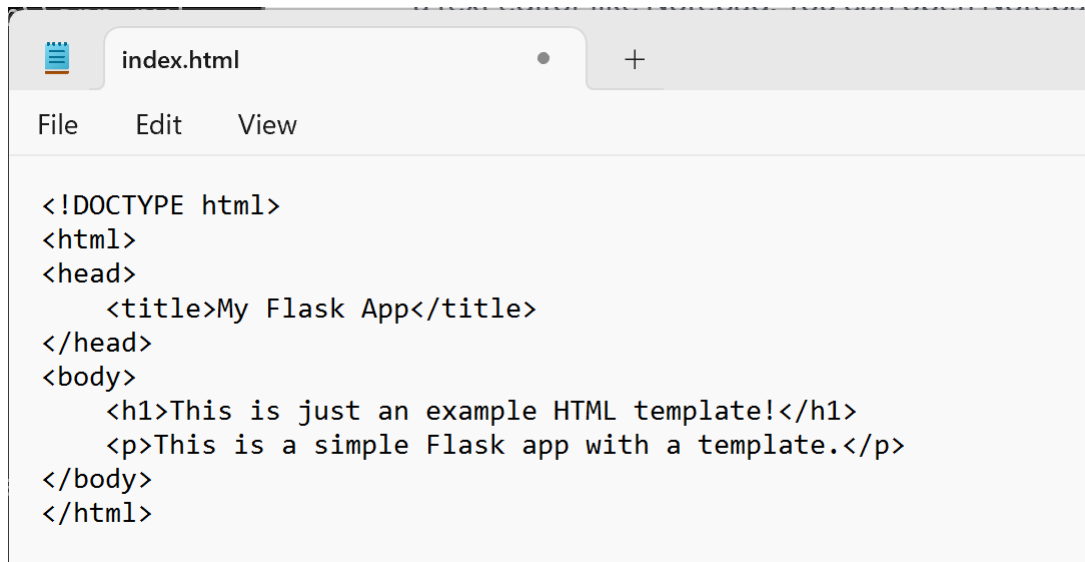 index.html
File Edit View
<!DOCTYPE html>
<html>
<head>
    <title>My Flask App</title>
</head>
<body>
    <h1>This is just an example HTML template!</h1>
    <p>This is a simple Flask app with a template.</p>
</body>
</html>